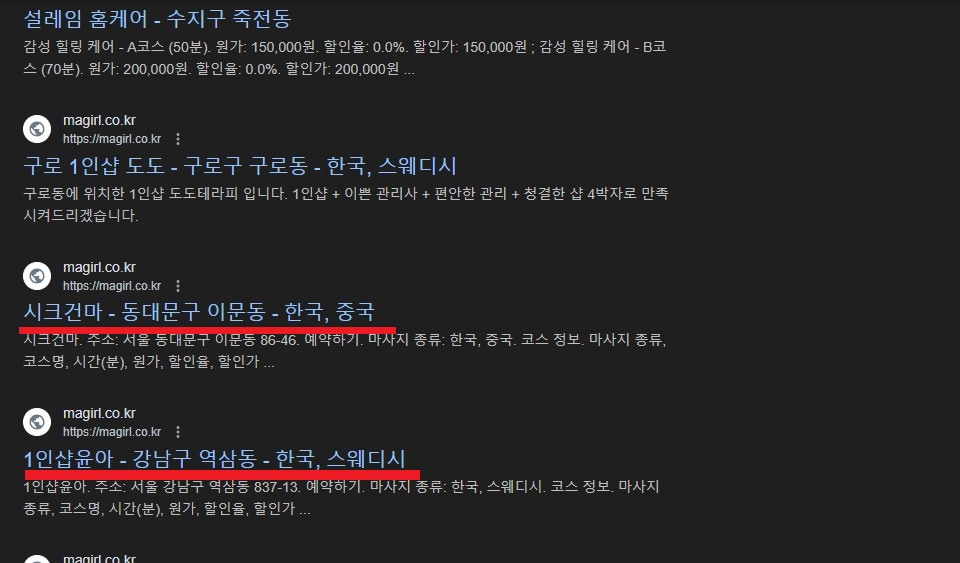 설레임 홈케어 - 수지구 죽전동
감성 힐링 케어 - A코스 (50분). 원가: 150,000원. 할인율: 0.0%. 할인가: 150,000원 ; 감성 힐링 케어 - B코
스 (70분). 원가: 200,000원. 할인율: 0.0%. 할인가: 200,000원 ...
magirl.co.kr
https://magirl.co.kr
구로 1인샵 도도 - 구로구 구로동 - 한국, 스웨디시
구로동에 위치한 1인샵 도도테라피 입니다. 1인샵 + 이쁜 관리사 + 편안한 관리 + 청결한 샵 4박자로 만족
시켜드리겠습니다.
magirl.co.kr
https://magirl.co.kr
시크건마 - 동대문구 이문동 - 한국, 중국
시크건마. 주소: 서울 동대문구 이문동 86-46. 예약하기. 마사지 종류: 한국, 중국. 코스 정보. 마사지 종류,
코스명, 시간(분), 원가, 할인율, 할인가 ...
magirl.co.kr
https://magirl.co.kr
1인샵윤아 - 강남구 역삼동 - 한국, 스웨디시
1인샵윤아. 주소: 서울 강남구 역삼동 837-13. 예약하기. 마사지 종류: 한국, 스웨디시. 코스 정보. 마사지
종류, 코스명, 시간(분), 원가, 할인율, 할인가 ...
magirl.co.kr